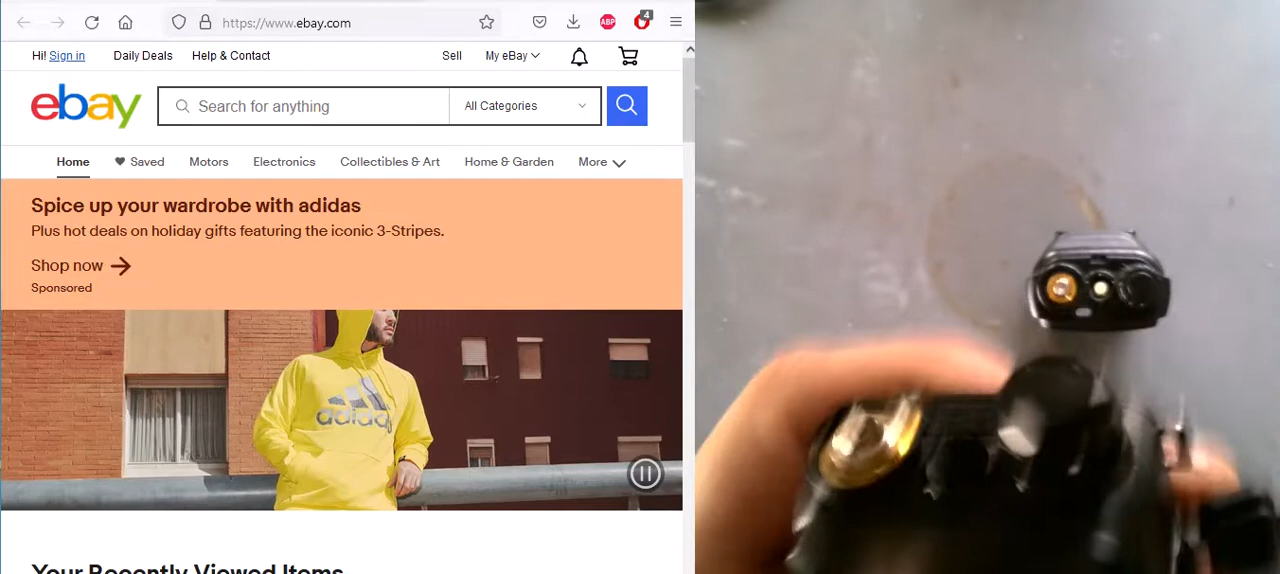 https://www.ebay.com
ABP
4
Hi! Sign in
Daily Deals
Help & Contact
Sell
My eBay
ebay
Search for anything
All Categories
Home
Saved
Motors
Electronics
Collectibles & Art
Home & Garden
More
Spice up your wardrobe with adidas
Plus hot deals on holiday gifts featuring the iconic 3-Stripes.
Shop now
Sponsored
adidas
Your Recently Viewed Items